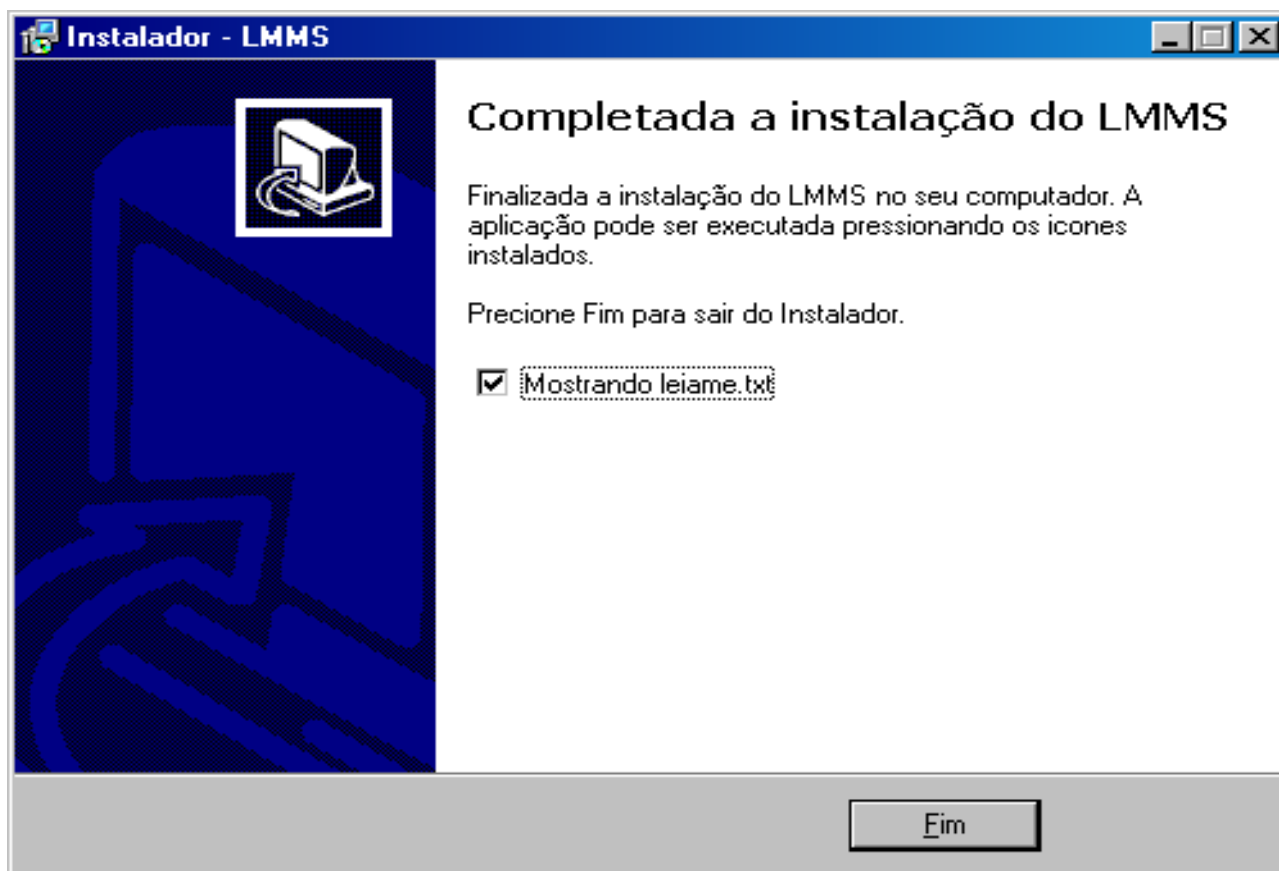 Instalador - LMMS
Completada a instalação do LMMS
Finalizada a instalação do LMMS no seu computador. A
aplicação pode ser executada pressionando os icones
instalados.
Precione Fim para sair do Instalador.
Mostrando leiame.txt
Fim